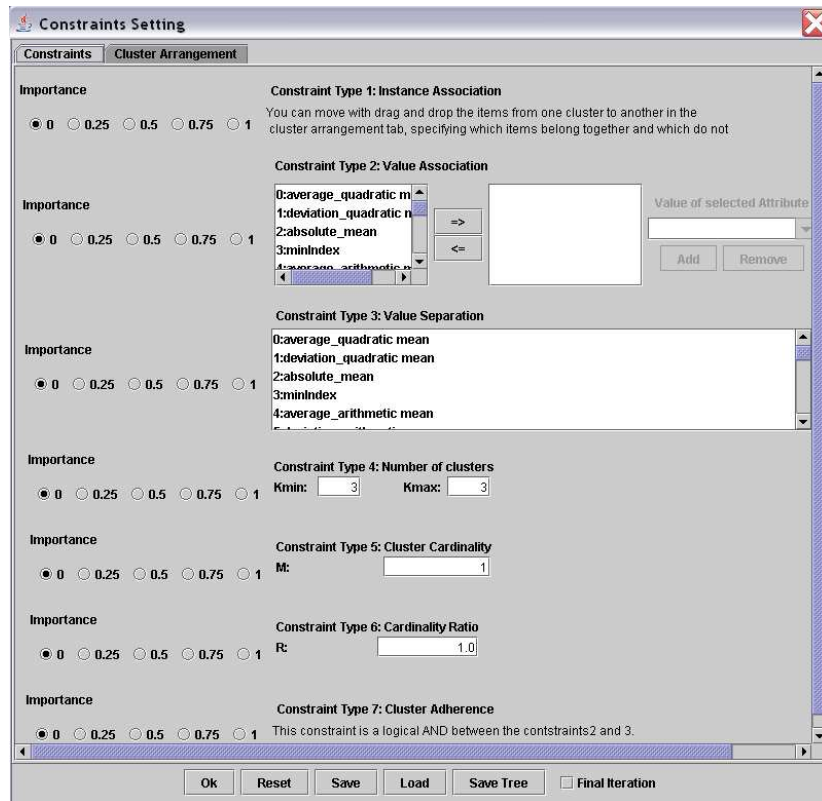 Constraints Setting
Constraints Cluster Arrangement
Importance
0 0.25 0.5 0.75 1
Constraint Type 1: Instance Association
You can move with drag and drop the items from one cluster to another in the
cluster arrangement tab, specifying which items belong together and which do not
Constraint Type 2: Value Association
Importance
0 0.25 0.5 0.75 1
0:average_quadratic m
1:deviation_quadratic n
2:absolute_mean
3:minIndex
4:average_arithmetic m
=>
<=
Value of selected Attribute
Add Remove
Constraint Type 3: Value Separation
Importance
0 0.25 0.5 0.75 1
0:average_quadratic mean
1:deviation_quadratic mean
2:absolute_mean
3:minIndex
4:average_arithmetic mean
Importance
0 0.25 0.5 0.75 1
Constraint Type 4: Number of clusters
Kmin: 3 Kmax: 3
Importance
0 0.25 0.5 0.75 1
Constraint Type 5: Cluster Cardinality
M: 1
Importance
0 0.25 0.5 0.75 1
Constraint Type 6: Cardinality Ratio
R: 1.0
Importance
0 0.25 0.5 0.75 1
Constraint Type 7: Cluster Adherence
This constraint is a logical AND between the contstraints2 and 3.
Ok Reset Save Load Save Tree Final Iteration